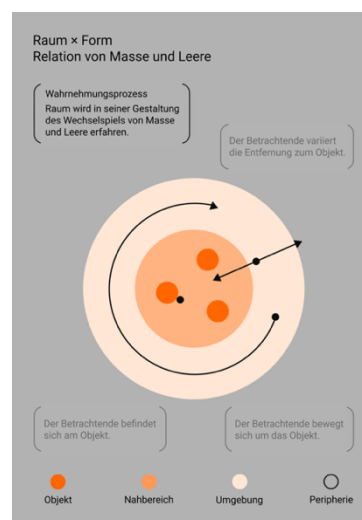 Raum × Form
Relation von Masse und Leere
Wahrnehmungsprozess
Raum wird in seiner Gestaltung
des Wechselspiels von Masse
und Leere erfahren.
Der Betrachtende variiert
die Entfernung zum Objekt.
Der Betrachtende befindet
sich am Objekt.
Der Betrachtende bewegt
sich um das Objekt.
Objekt
Nahbereich
Umgebung
Peripherie